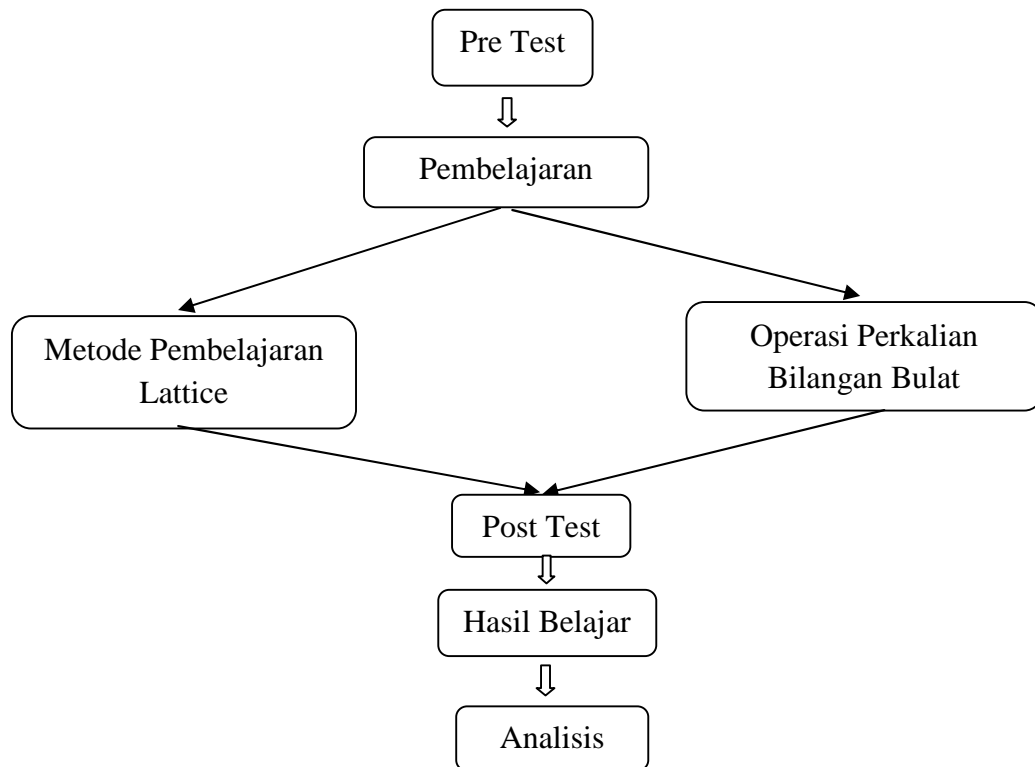 Pre Test
Pembelajaran
Metode Pembelajaran
Lattice
Operasi Perkalian
Bilangan Bulat
Post Test
Hasil Belajar
Analisis